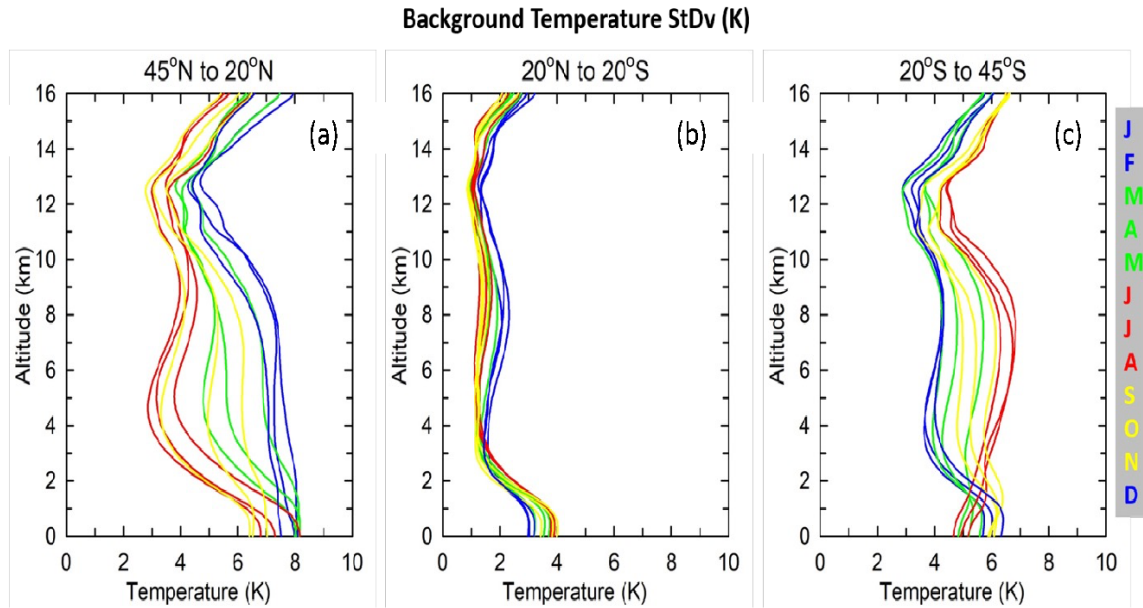 Background Temperature StDv (K)
45°N to 20°N
20°N to 20°S
20°S to 45°S
(a)
(b)
(c)
16
14
12
10
8
6
4
2
0
Altitude (km)
0 2 4 6 8 10
Temperature (K)
16
14
12
10
8
6
4
2
0
Altitude (km)
0 2 4 6 8 10
Temperature (K)
16
14
12
10
8
6
4
2
0
Altitude (km)
0 2 4 6 8 10
Temperature (K)
J
F
M
A
M
J
J
A
S
O
N
D